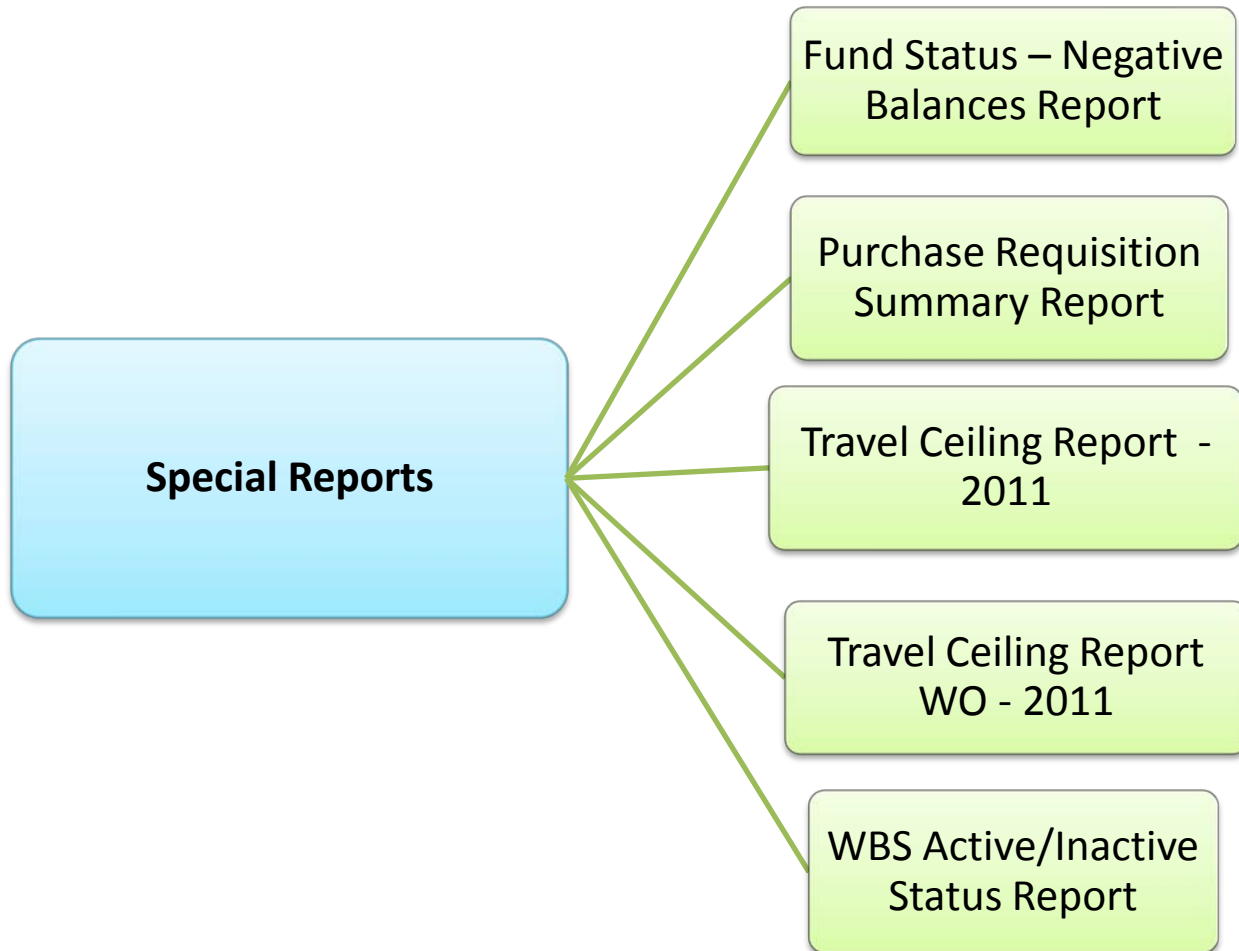 Fund Status – Negative
Balances Report
Purchase Requisition
Summary Report
Special Reports
Travel Ceiling Report -
2011
Travel Ceiling Report
WO - 2011
WBS Active/Inactive
Status Report